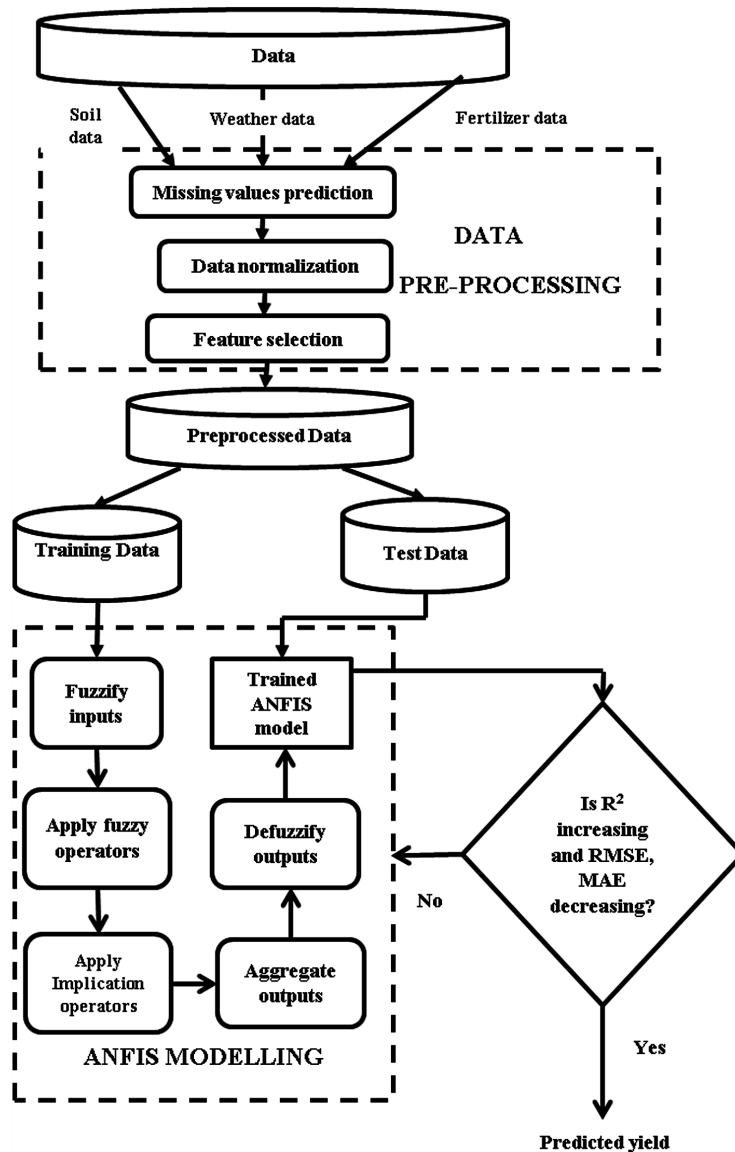 Data
Soil
data
Weather data
Fertilizer data
Missing values prediction
Data normalization
Feature selection
DATA
PRE-PROCESSING
Preprocessed Data
Training Data
Test Data
Fuzzify
inputs
Apply fuzzy
operators
Apply
Implication
operators
Aggregate
outputs
Defuzzify
outputs
Trained
ANFIS
model
ANFIS MODELLING
Is R²
increasing
and RMSE,
MAE
decreasing?
No
Yes
Predicted yield